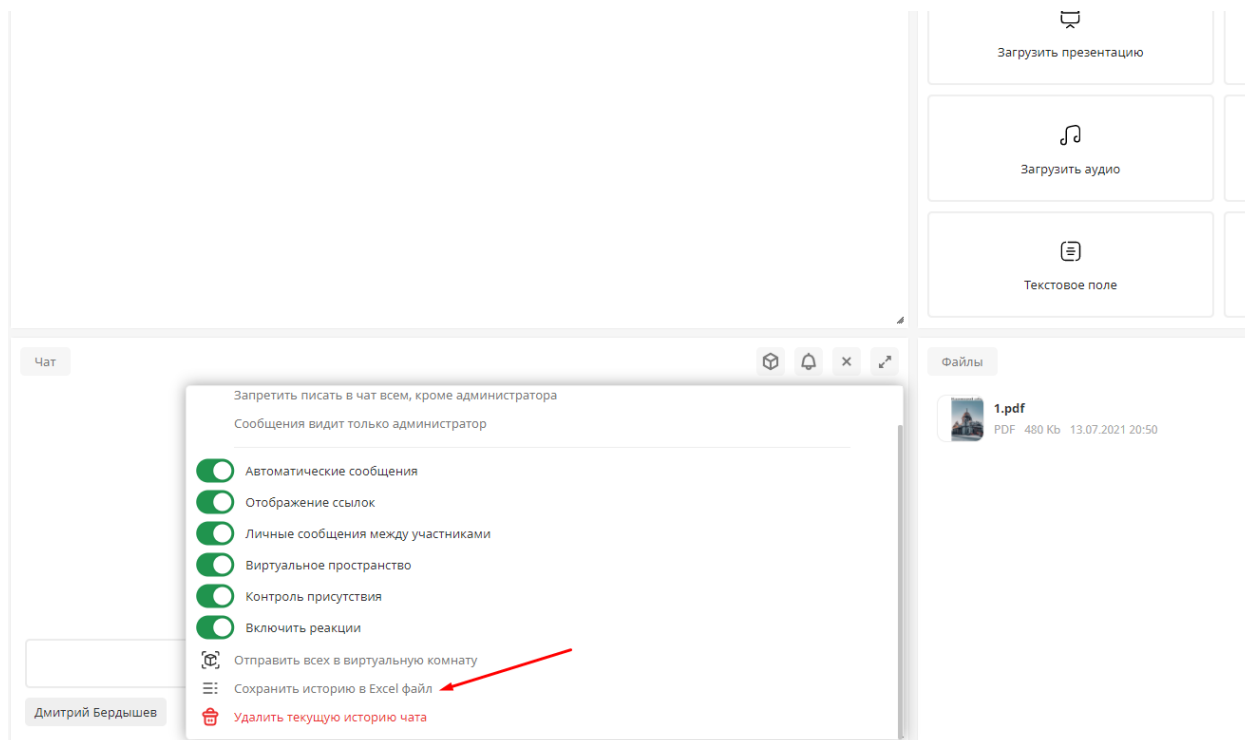 Загрузить презентацию
Загрузить аудио
Текстовое поле
Чат
Запретить писать в чат всем, кроме администратора
Сообщения видит только администратор
Автоматические сообщения
Отображение ссылок
Личные сообщения между участниками
Виртуальное пространство
Контроль присутствия
Включить реакции
Отправить всех в виртуальную комнату
Сохранить историю в Excel файл
Удалить текущую историю чата
Дмитрий Бердышев
Файлы
1.pdf
PDF 480 Kb 13.07.2021 20:50